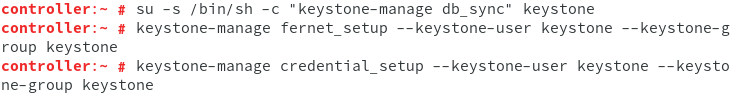 controller:~ # su -s /bin/sh -c "keystone-manage db_sync" keystone
controller:~ # keystone-manage fernet_setup --keystone-user keystone --keystone-g
roup keystone
controller:~ # keystone-manage credential_setup --keystone-user keystone --keysto
ne-group keystone